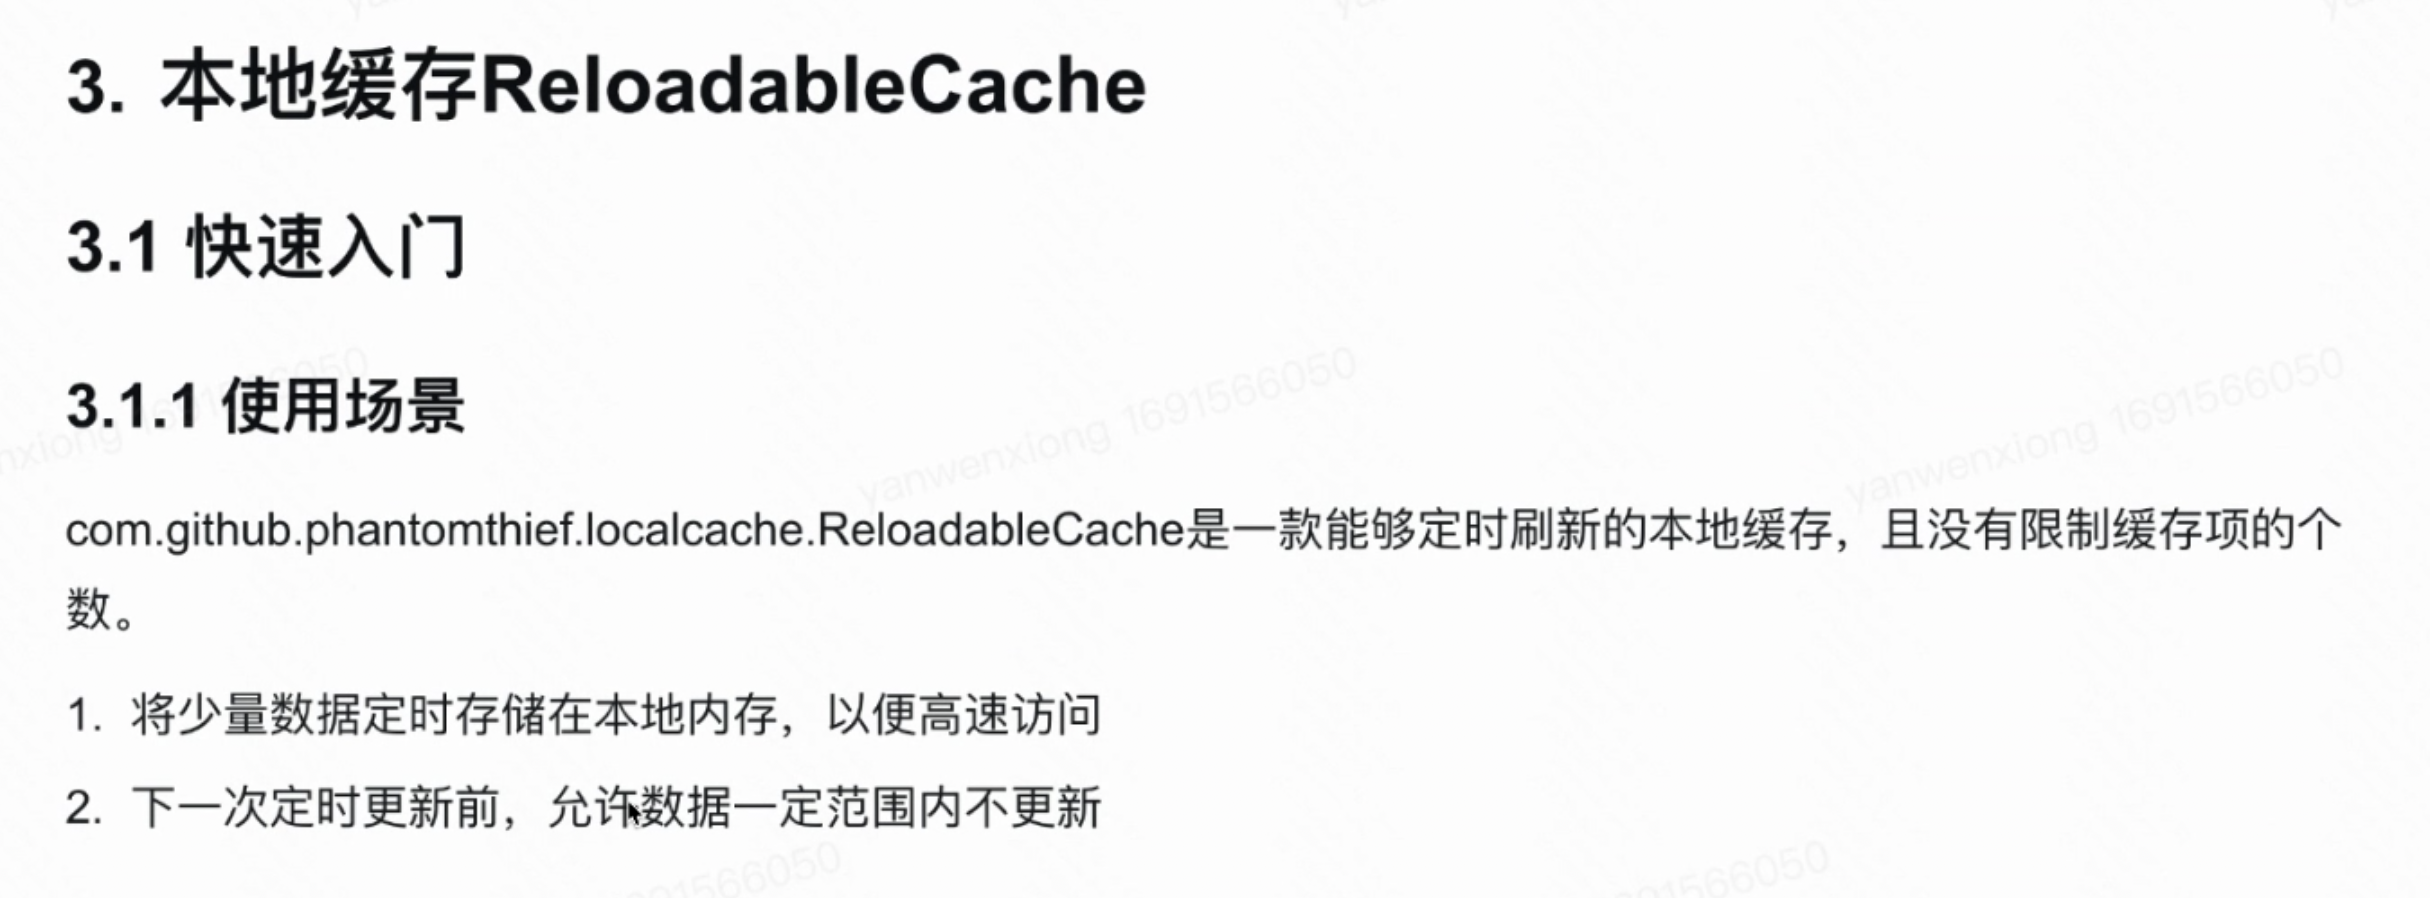 3. 本地缓存ReloadableCache
3.1 快速入门
3.1.1 使用场景
yanwenxiong 1691566050
yanwenxiong 1691566050
com.github.phantomthief.localcache.ReloadableCache是一款能够定时刷新的本地缓存，且没有限制缓存项的个
数。
1. 将少量数据定时存储在本地内存，以便高速访问
2. 下一次定时更新前，允许数据一定范围内不更新